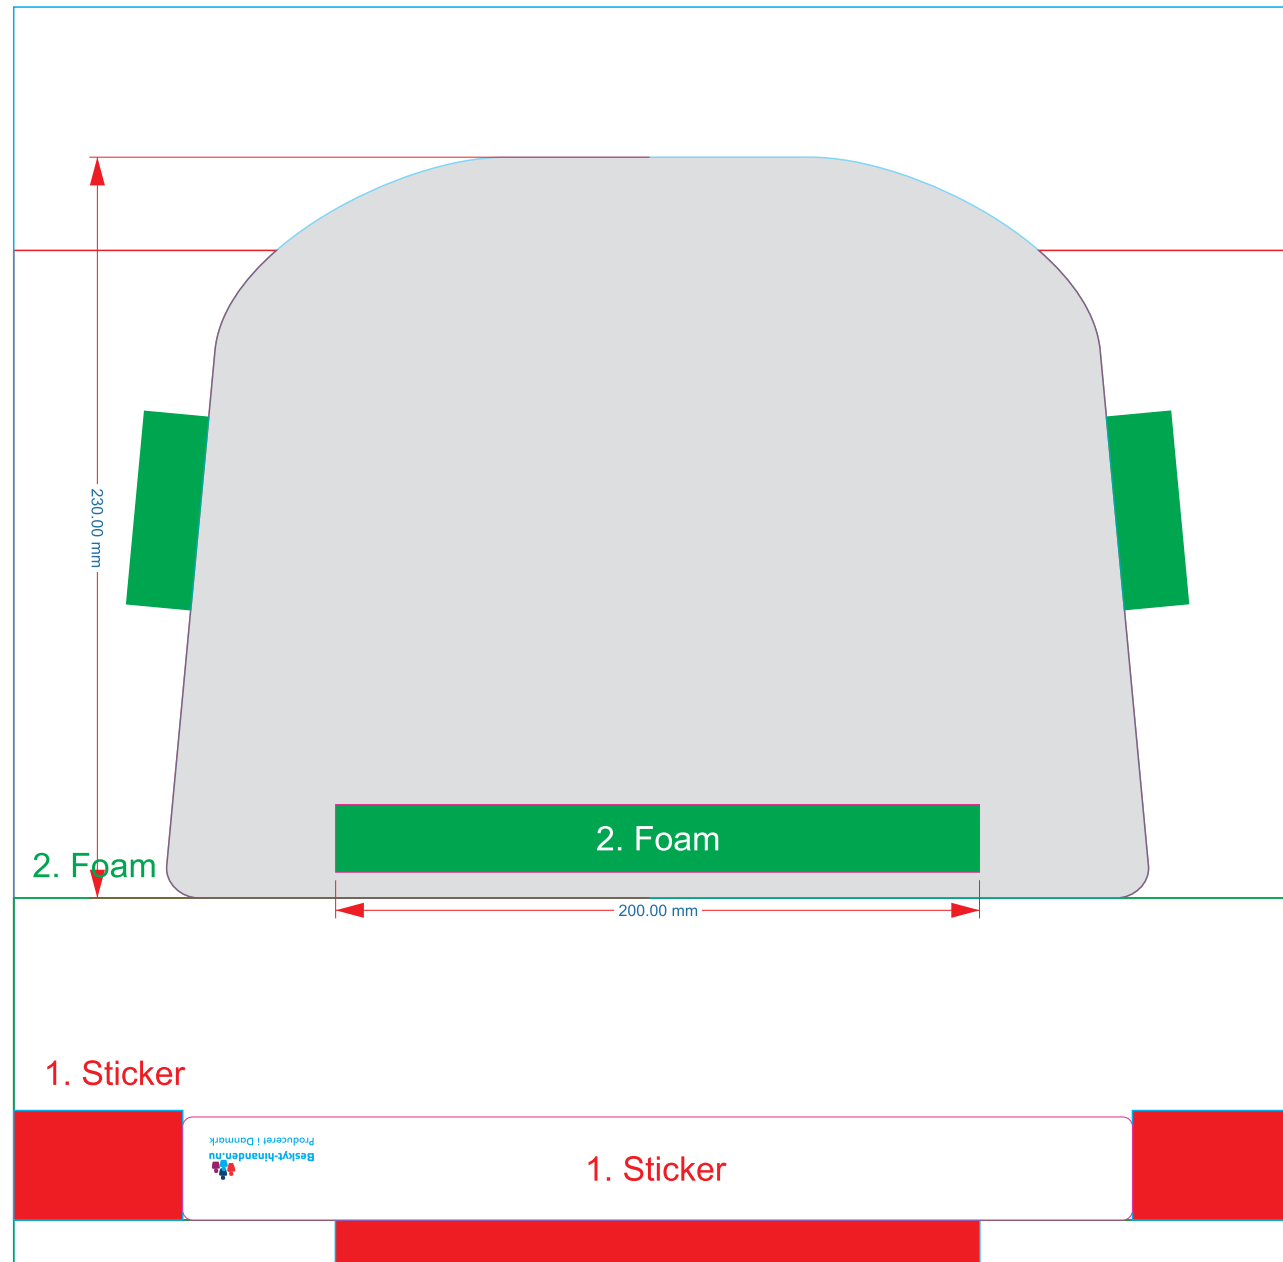 230.00 mm
2. Foam
2. Foam
200.00 mm
1. Sticker
1. Sticker
Beskyt-hinanden.nu
Produceret i Danmark